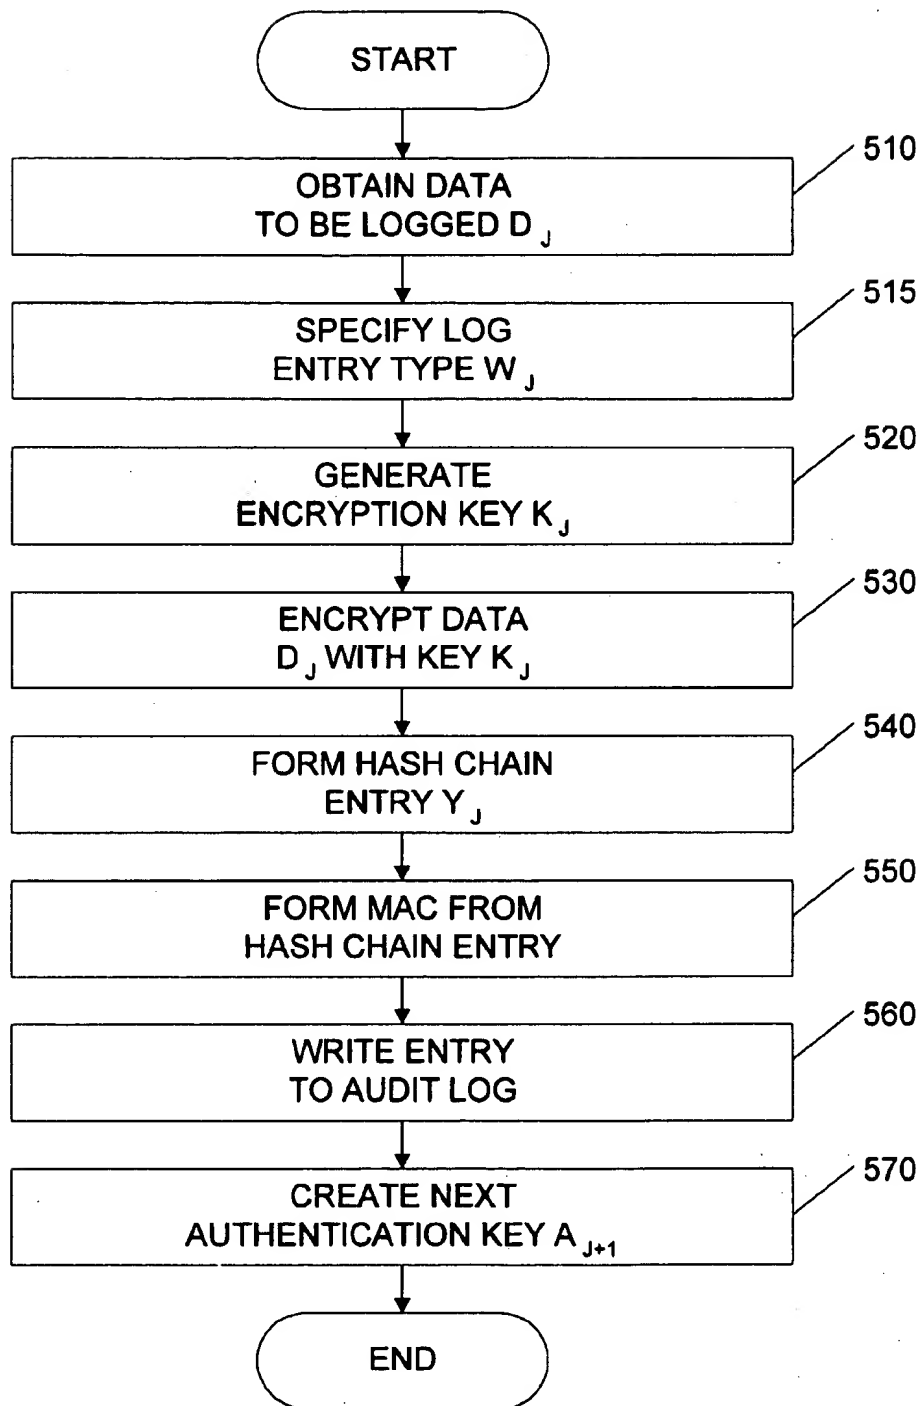 START
510
OBTAIN DATA
TO BE LOGGED D J
515
SPECIFY LOG
ENTRY TYPE W J
520
GENERATE
ENCRYPTION KEY K J
530
ENCRYPT DATA
D J WITH KEY K J
540
FORM HASH CHAIN
ENTRY Y J
550
FORM MAC FROM
HASH CHAIN ENTRY
560
WRITE ENTRY
TO AUDIT LOG
570
CREATE NEXT
AUTHENTICATION KEY A J+1
END